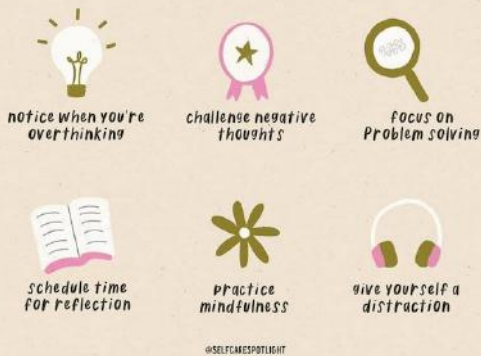 notice when you're
overthinking
challenge negative
thoughts
focus on
Problem solving
schedule time
for reflection
practice
mindfulness
give yourself a
distraction
@SELFCARESPOTLIGHT